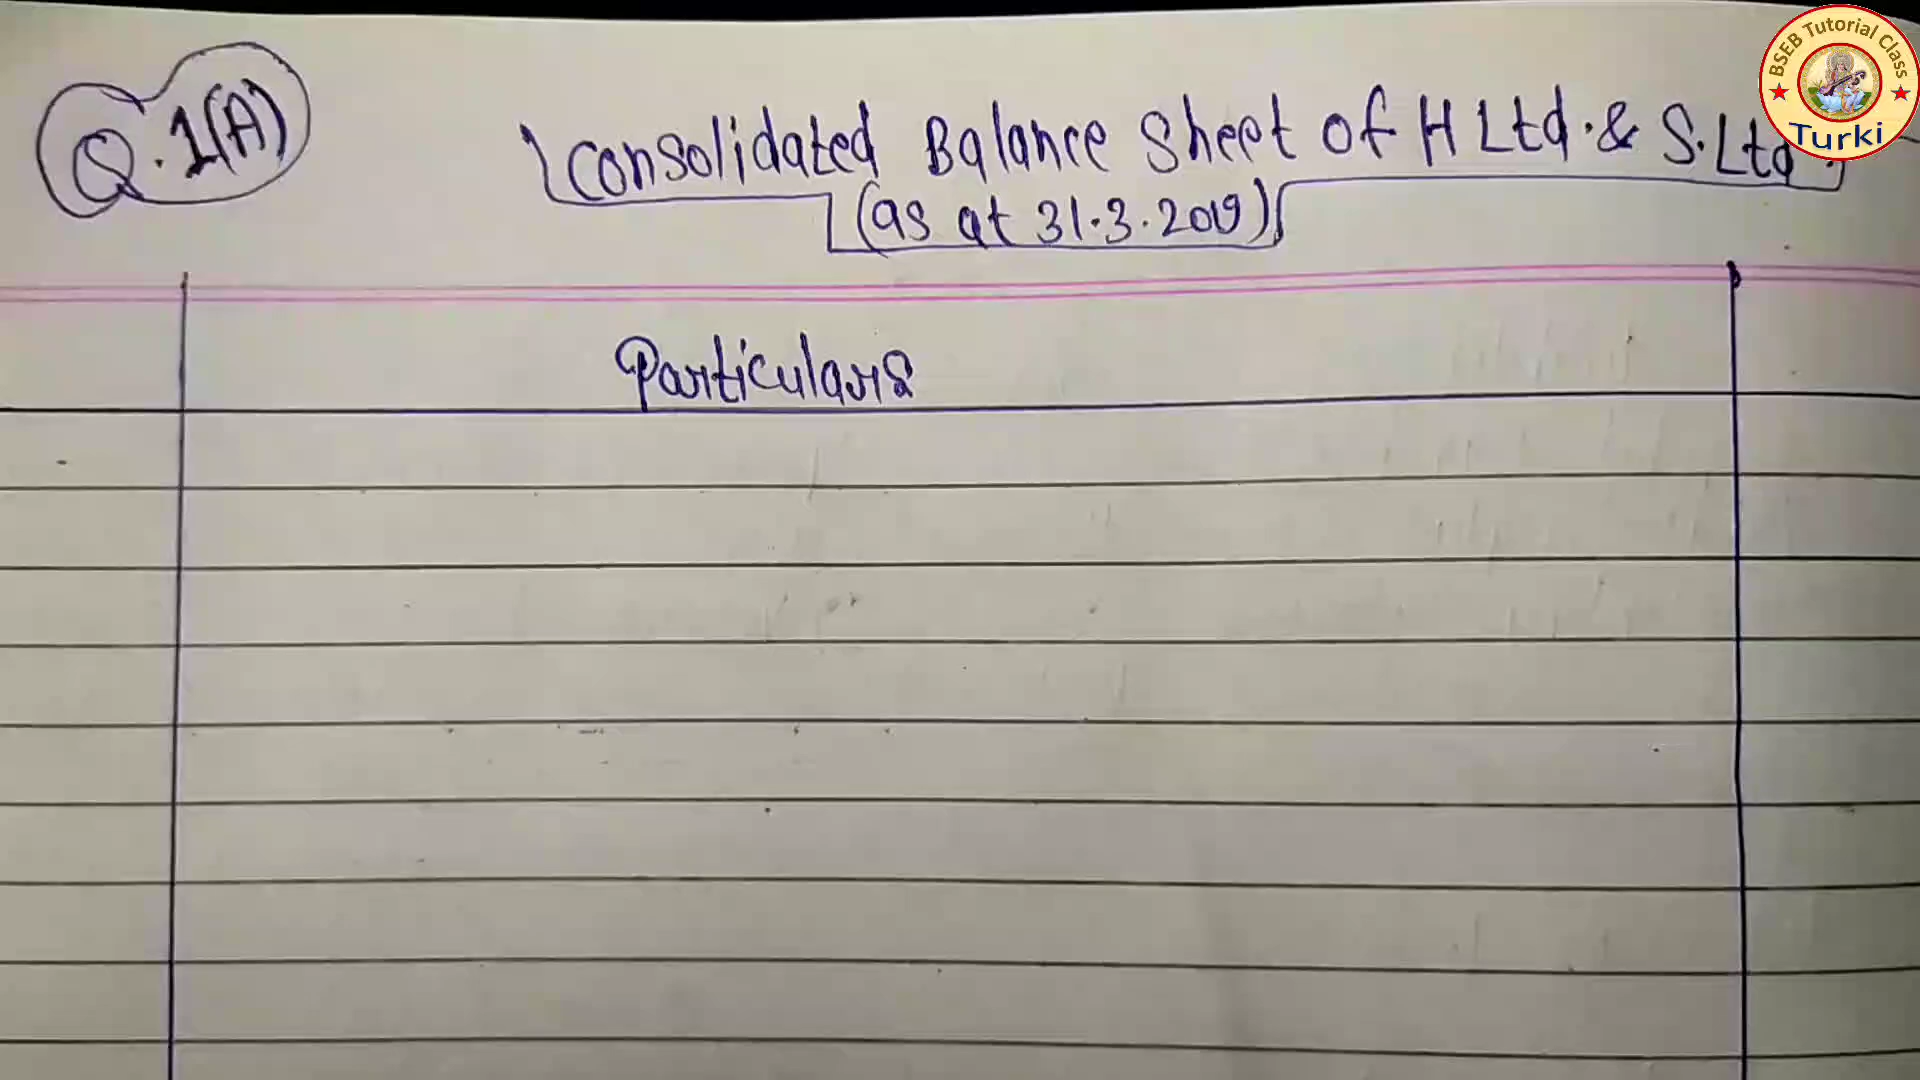 Q.1(A)
Consolidated Balance Sheet of H Ltd. & S. Ltd.
(as at 31.3.2019)
Particulars
BSEB Tutorial Class
Turki